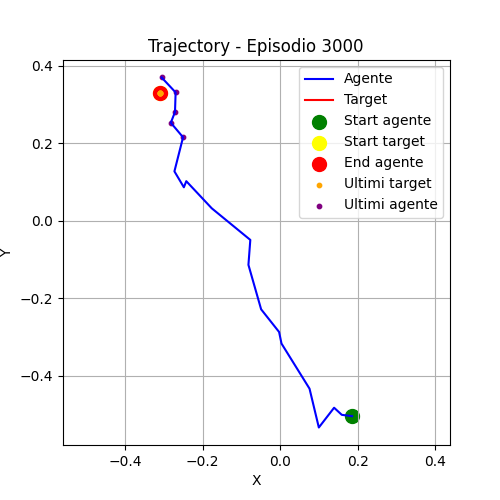 Trajectory - Episodio 3000
0.4
0.2
0.0
−0.2
−0.4
Y
−0.4
−0.2
0.0
0.2
0.4
X
Agente
Target
Start agente
Start target
End agente
Ultimi target
Ultimi agente